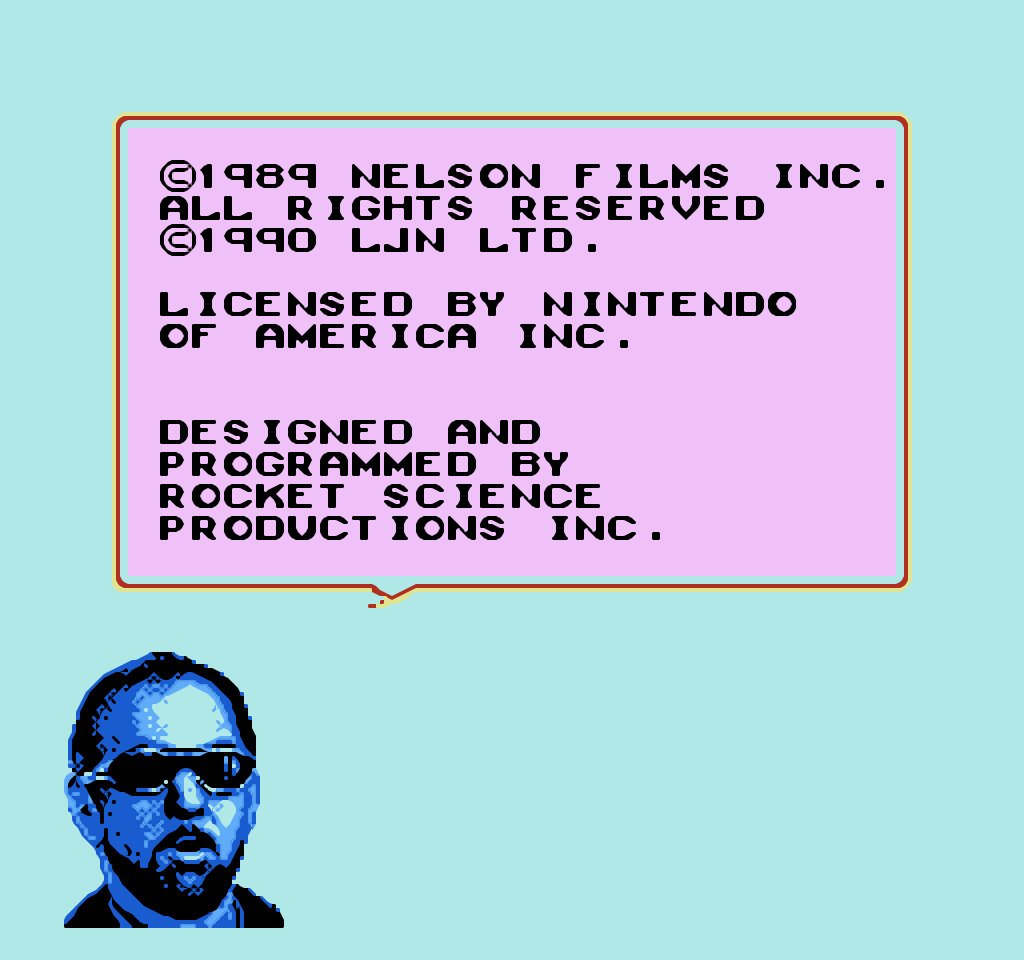 ©1989 NELSON FILMS INC.
ALL RIGHTS RESERVED
©1990 LJN LTD.
LICENSED BY NINTENDO
OF AMERICA INC.
DESIGNED AND
PROGRAMMED BY
ROCKET SCIENCE
PRODUCTIONS INC.